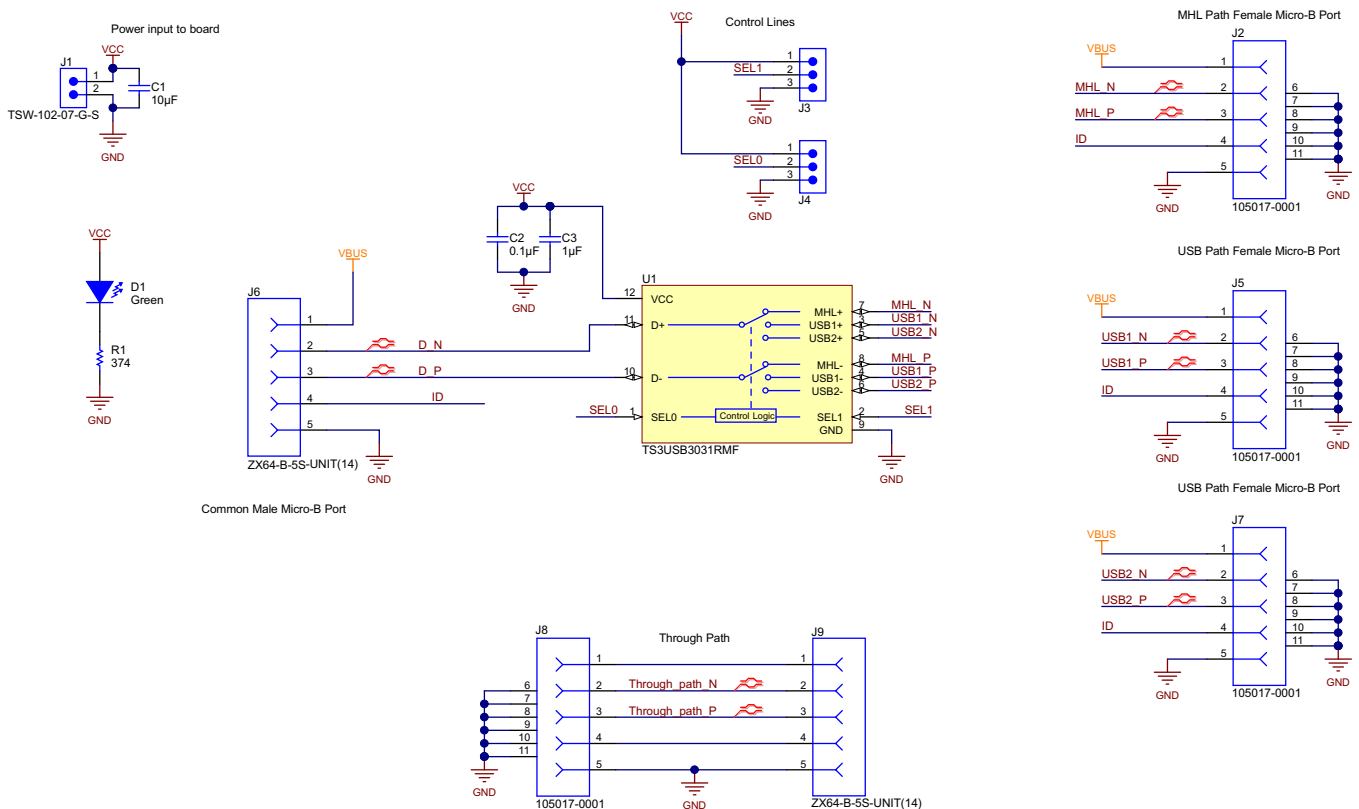 Power input to board
VCC
J1
1
2
C1
10µF
TSW-102-07-G-S
GND
VCC
Control Lines
1
SEL1
2
3
J3
GND
1
SEL0
2
3
J4
GND
MHL Path Female Micro-B Port
J2
VBUS
1
MHL_N
2
6
7
MHL_P
3
8
9
ID
4
10
11
5
GND
GND
105017-0001
VCC
D1
Green
R1
374
GND
VCC
C2
0.1µF
C3
1µF
GND
VBUS
J6
1
2
D_N
3
D_P
4
ID
5
GND
ZX64-B-5S-UNIT(14)
Common Male Micro-B Port
U1
12
VCC
11
D+
10
D-
SEL0
1
SEL0
Control Logic
MHL+
7
MHL_N
USB1+
3
USB1_N
USB2+
5
USB2_N
MHL-
8
MHL_P
USB1-
4
USB1_P
USB2-
6
USB2_P
SEL1
2
SEL1
GND
9
GND
TS3USB3031RMF
USB Path Female Micro-B Port
J5
VBUS
1
USB1_N
2
6
7
USB1_P
3
8
9
ID
4
10
11
5
GND
GND
105017-0001
USB Path Female Micro-B Port
J7
VBUS
1
USB2_N
2
6
7
USB2_P
3
8
9
ID
4
10
11
5
GND
GND
105017-0001
Through Path
J8
J9
1
1
6
2
Through_path_N
2
7
8
3
Through_path_P
3
9
10
4
4
11
5
5
GND
GND
105017-0001
ZX64-B-5S-UNIT(14)